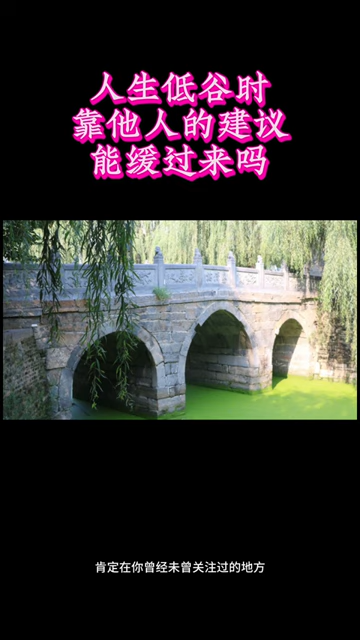 人生低谷时
靠他人的建议
能缓过来吗
肯定在你曾经未曾关注过的地方